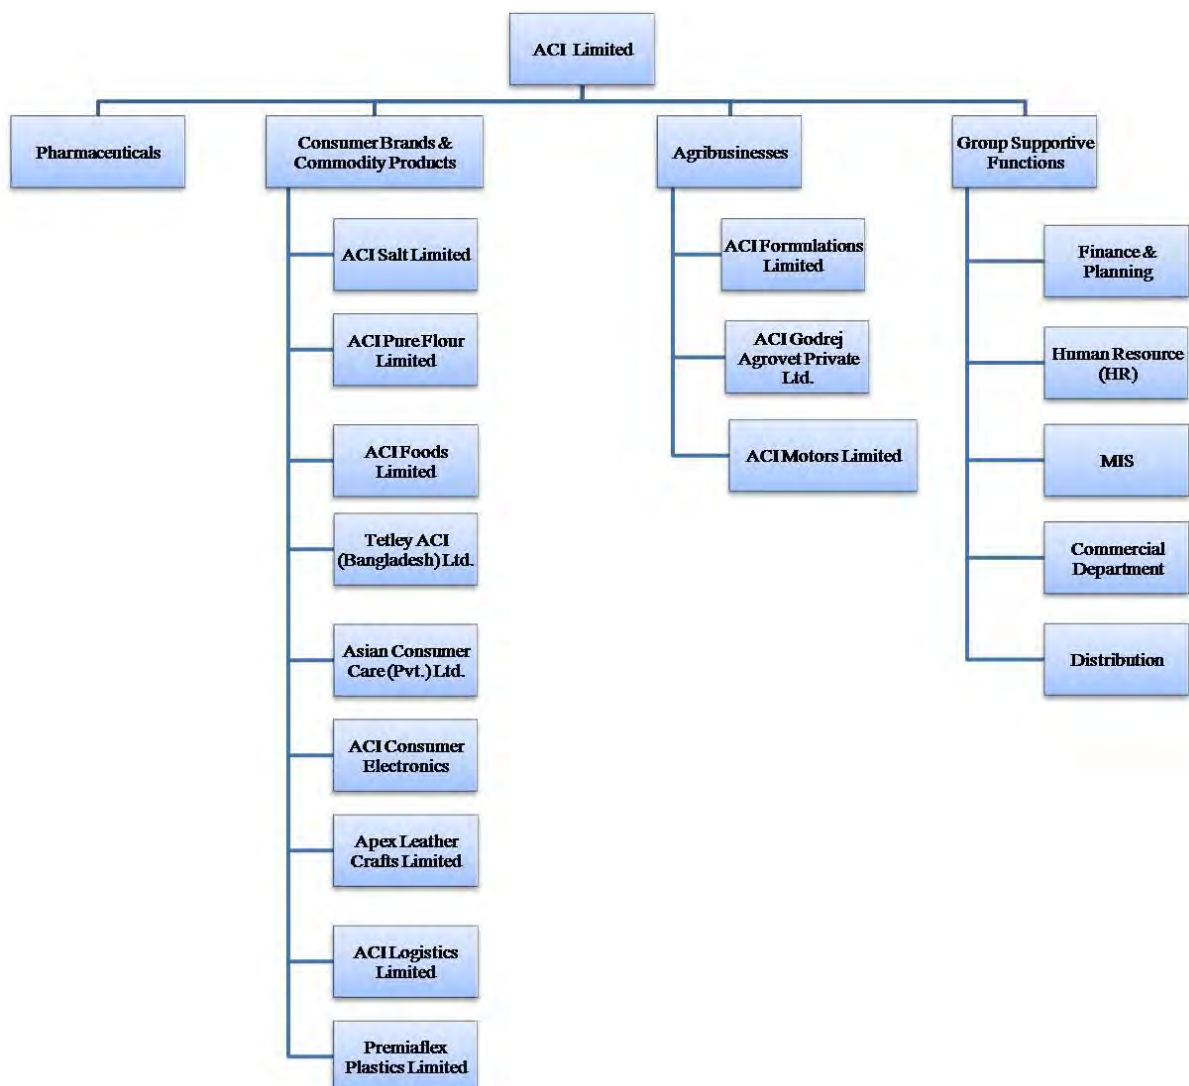 ACI Limited
Pharmaceuticals
Consumer Brands &
Commodity Products
Agribusinesses
Group Supportive
Functions
ACI Salt Limited
ACI Pure Flour
Limited
ACI Foods
Limited
Tetley ACI
(Bangladesh) Ltd.
Asian Consumer
Care (Pvt.) Ltd.
ACI Consumer
Electronics
Apex Leather
Crafts Limited
ACI Logistics
Limited
Premiaflex
Plastics Limited
ACI Formulations
Limited
ACI Godrej
Agrovet Private
Ltd.
ACI Motors Limited
Finance &
Planning
Human Resource
(HR)
MIS
Commercial
Department
Distribution